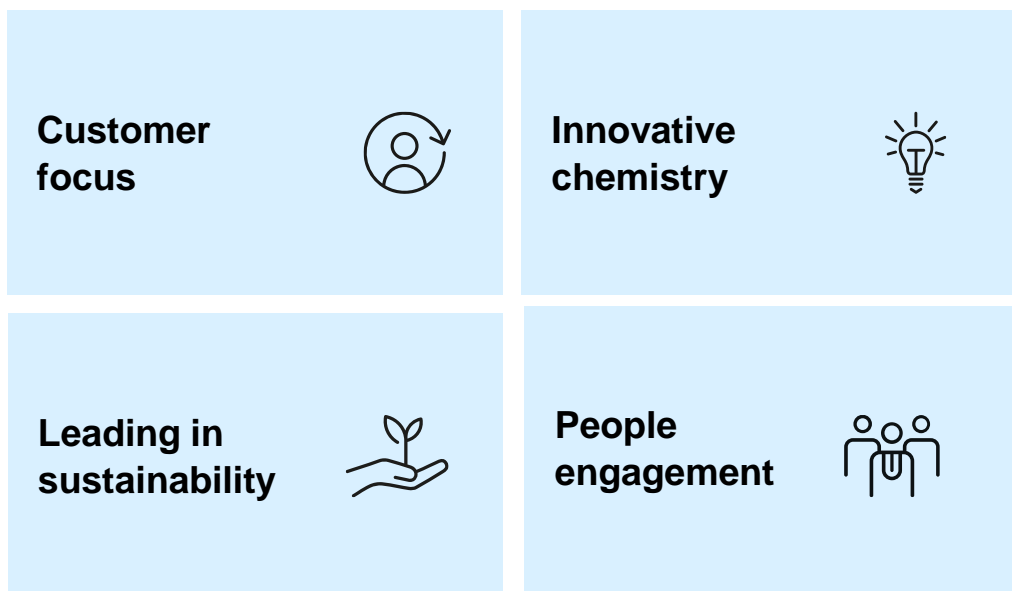 Customer
focus
Innovative
chemistry
Leading in
sustainability
People
engagement